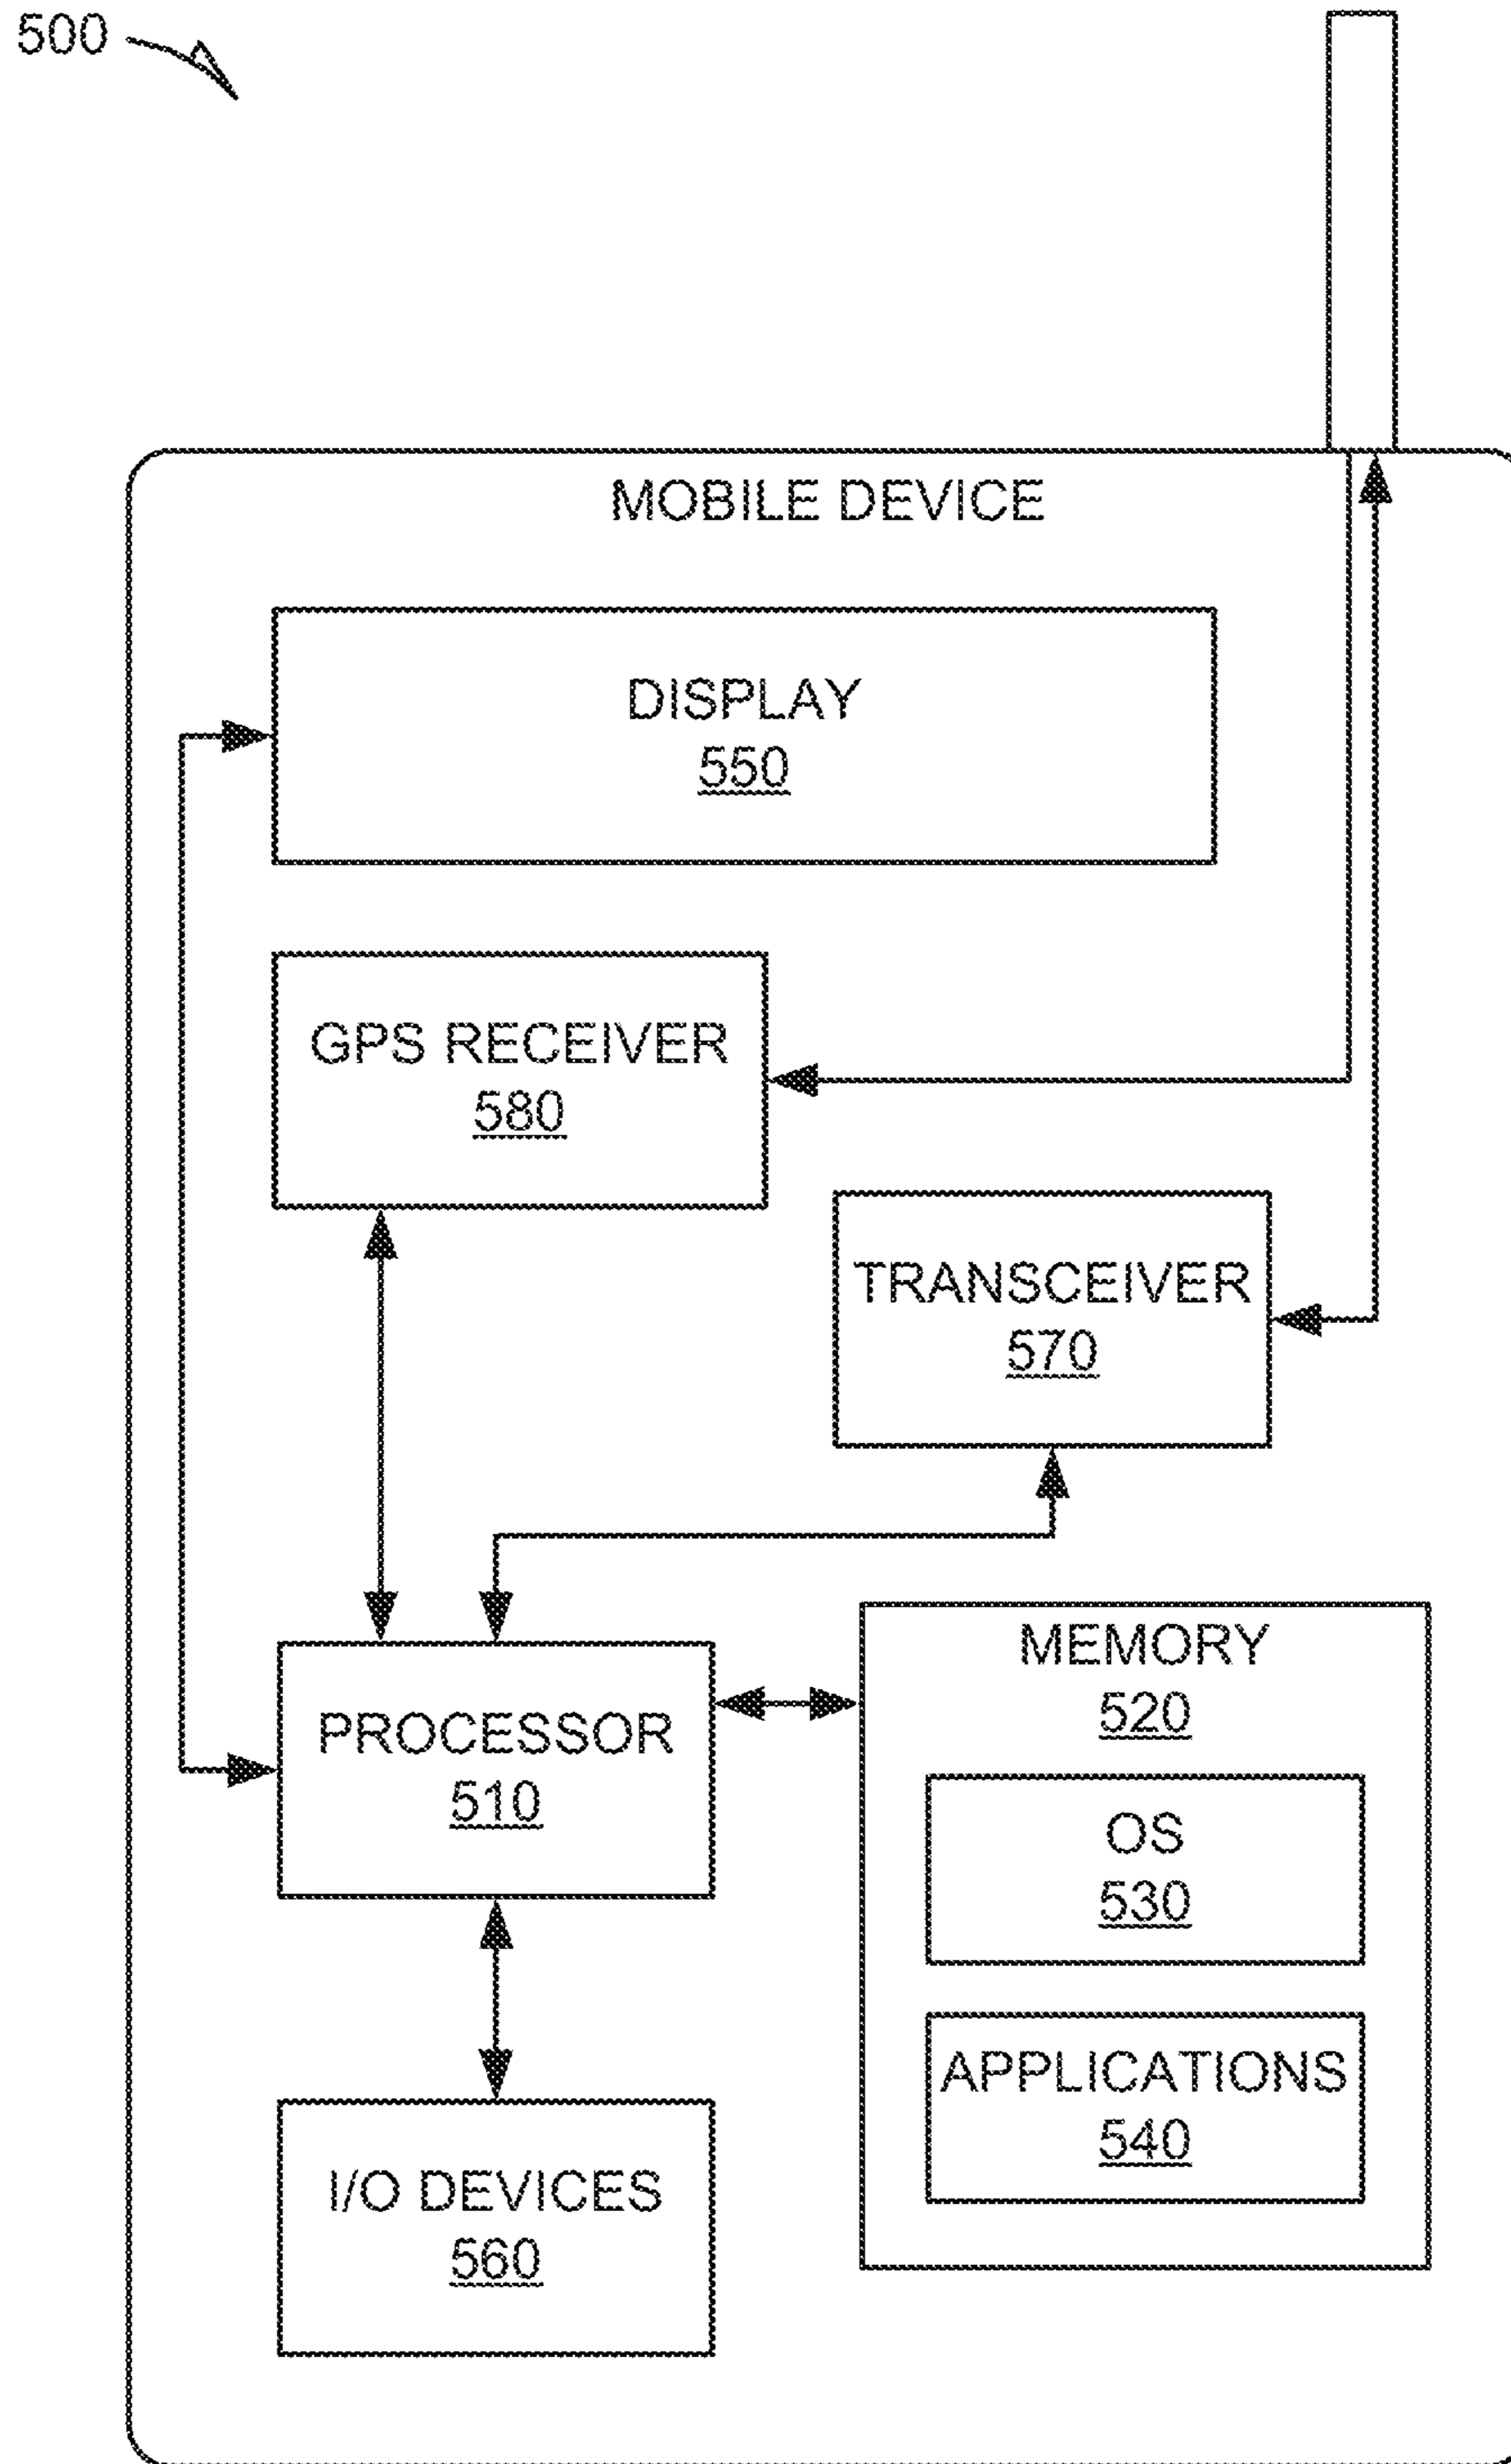 500
MOBILE DEVICE
DISPLAY
550
GPS RECEIVER
580
TRANSCEIVER
570
PROCESSOR
510
MEMORY
520
OS
530
APPLICATIONS
540
I/O DEVICES
560